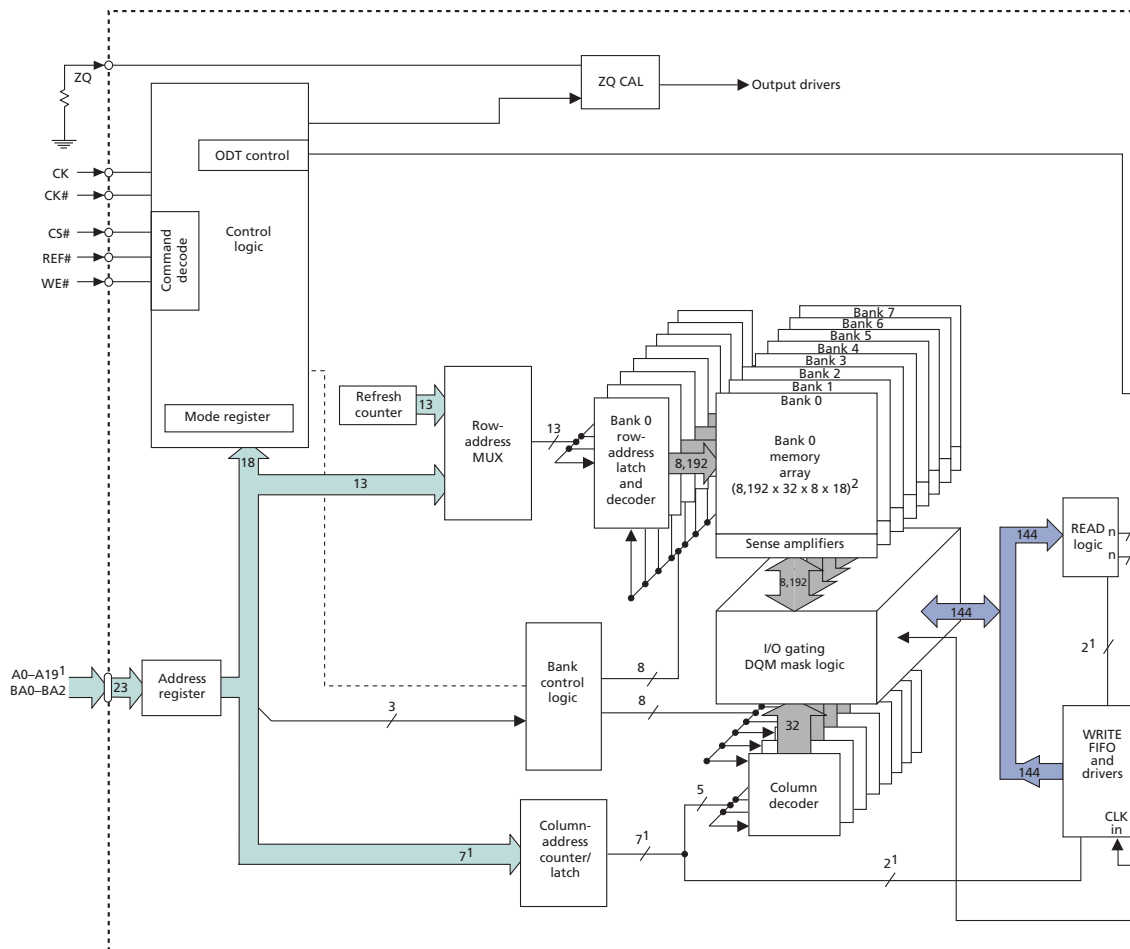 ZQ
ZQ CAL
Output drivers
ODT control
CK
CK#
CS#
REF#
WE#
Command
decode
Control
logic
Mode register
Refresh
counter
13
Row-
address
MUX
13
18
13
Bank 0
row-
address
latch
and
decoder
8,192
Bank 7
Bank 6
Bank 5
Bank 4
Bank 3
Bank 2
Bank 1
Bank 0
Bank 0
memory
array
(8,192 x 32 x 8 x 18)²
Sense amplifiers
8,192
I/O gating
DQM mask logic
144
144
READ
logic
n
n
2¹
A0–A19¹
BA0–BA2
23
Address
register
3
Bank
control
logic
8
8
32
144
WRITE
FIFO
and
drivers
CLK
in
Column
decoder
5
7¹
Column-
address
counter/
latch
7¹
2¹